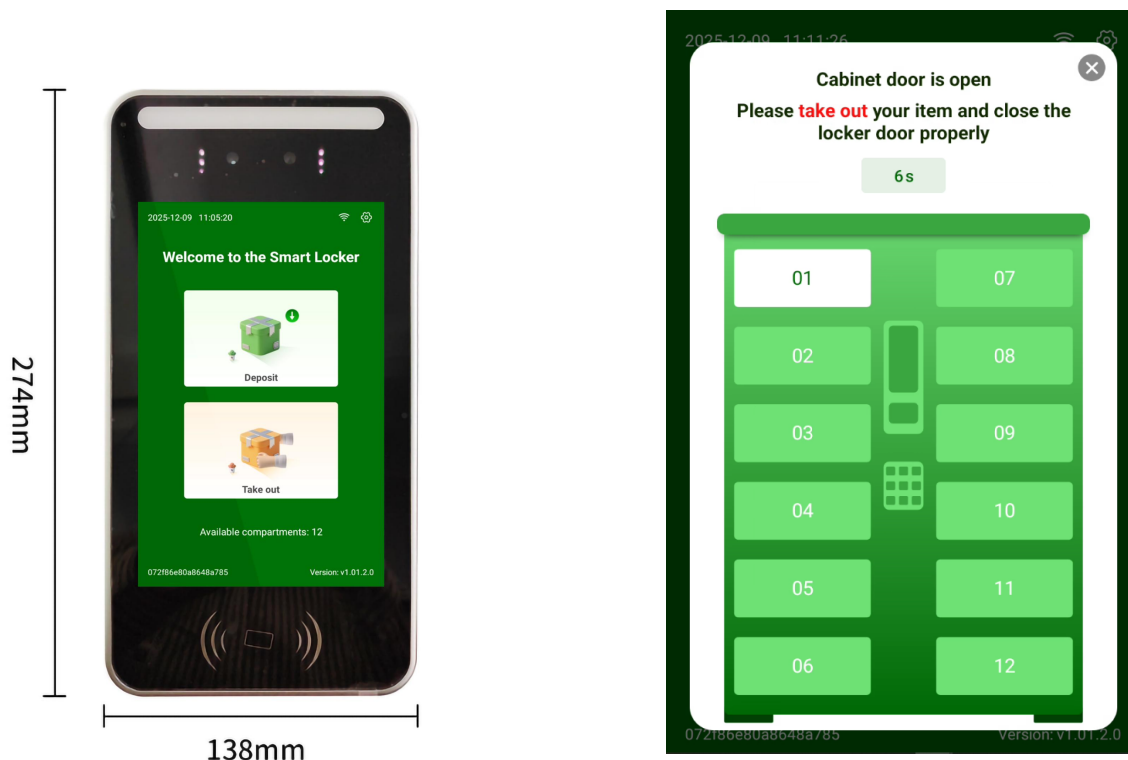 274mm
138mm
2025-12-09 11:05:20
Welcome to the Smart Locker
Deposit
Take out
Available compartments: 12
072f86e80a8648a785
Version: v1.01.2.0
2025-12-09 11:11:26
Cabinet door is open
Please take out your item and close the
locker door properly
6s
01
07
02
08
03
09
04
10
05
11
06
12
072f86e80a8648a785
Version: v1.01.2.0